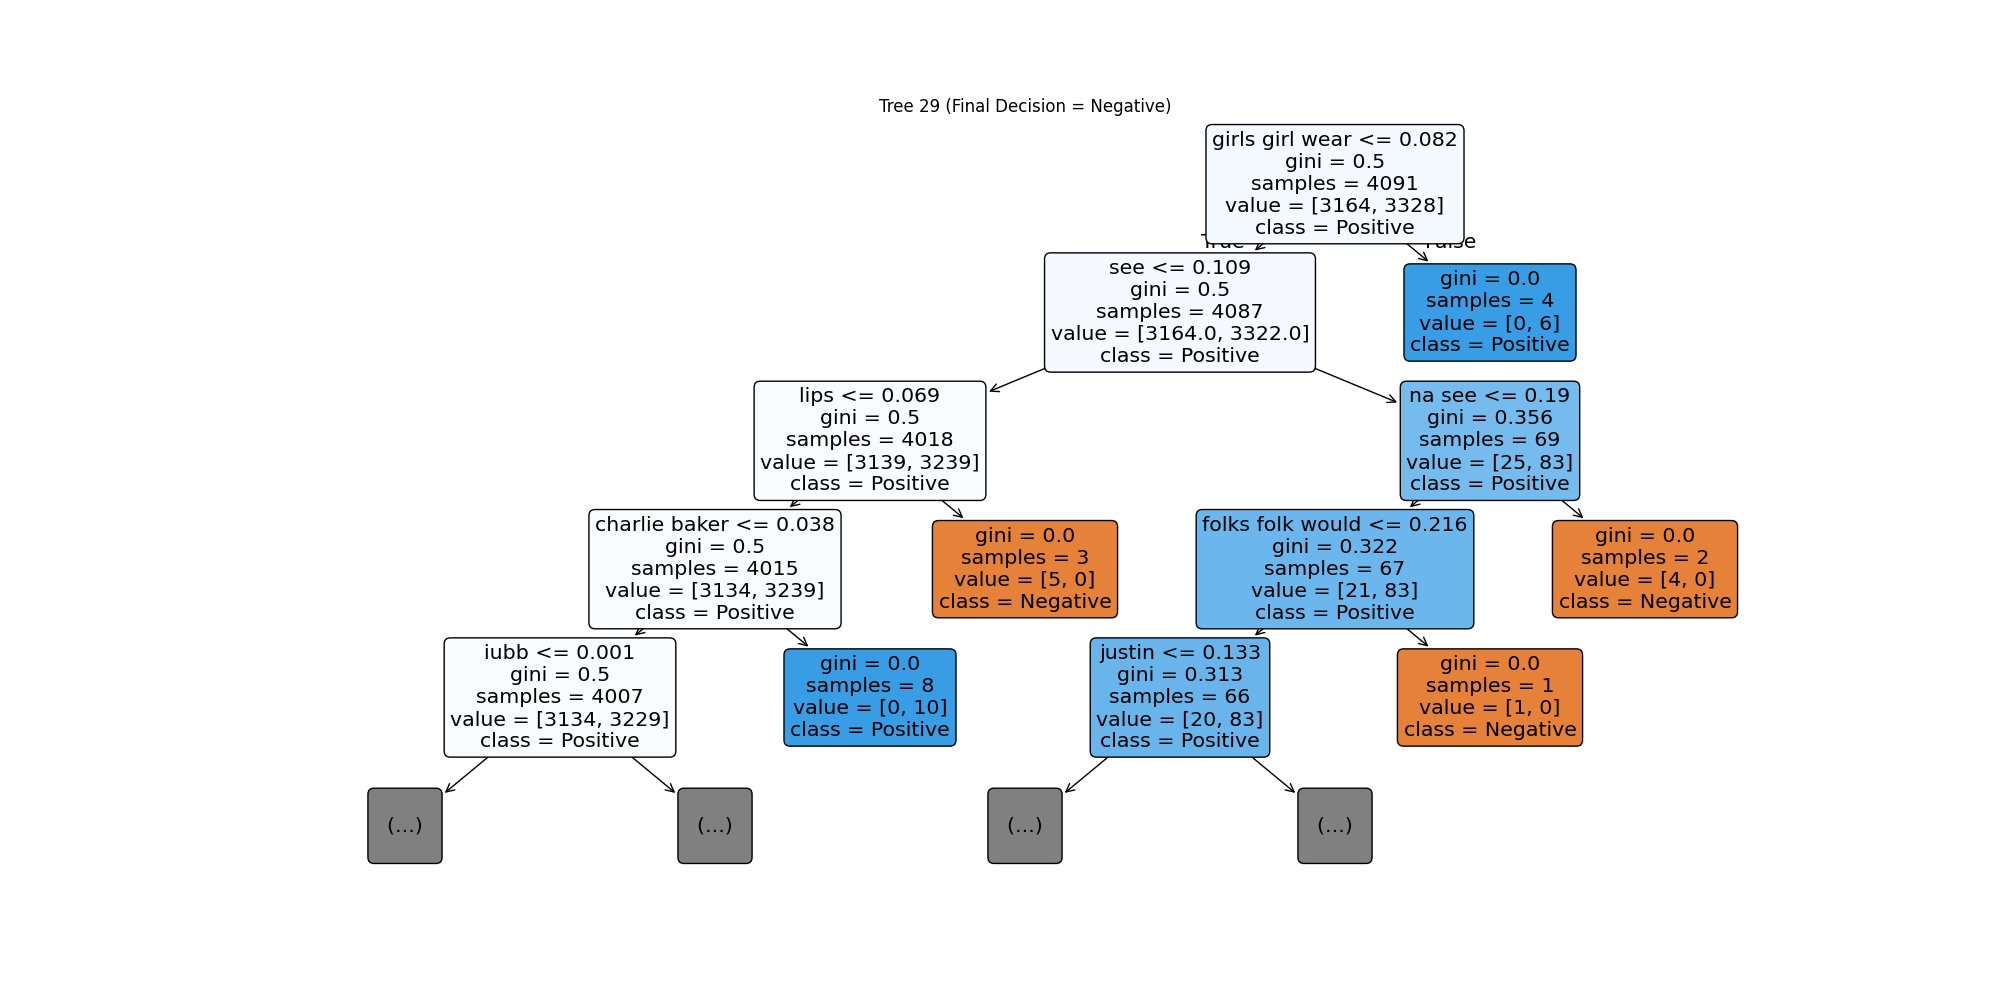 Tree 29 (Final Decision = Negative)
girls girl wear <= 0.082
gini = 0.5
samples = 4091
value = [3164, 3328]
class = Positive
True
False
see <= 0.109
gini = 0.5
samples = 4087
value = [3164.0, 3322.0]
class = Positive
gini = 0.0
samples = 4
value = [0, 6]
class = Positive
lips <= 0.069
gini = 0.5
samples = 4018
value = [3139, 3239]
class = Positive
na see <= 0.19
gini = 0.356
samples = 69
value = [25, 83]
class = Positive
charlie baker <= 0.038
gini = 0.5
samples = 4015
value = [3134, 3239]
class = Positive
gini = 0.0
samples = 3
value = [5, 0]
class = Negative
folks folk would <= 0.216
gini = 0.322
samples = 67
value = [21, 83]
class = Positive
gini = 0.0
samples = 2
value = [4, 0]
class = Negative
iubb <= 0.001
gini = 0.5
samples = 4007
value = [3134, 3229]
class = Positive
gini = 0.0
samples = 8
value = [0, 10]
class = Positive
justin <= 0.133
gini = 0.313
samples = 66
value = [20, 83]
class = Positive
gini = 0.0
samples = 1
value = [1, 0]
class = Negative
(...)
(...)
(...)
(...)